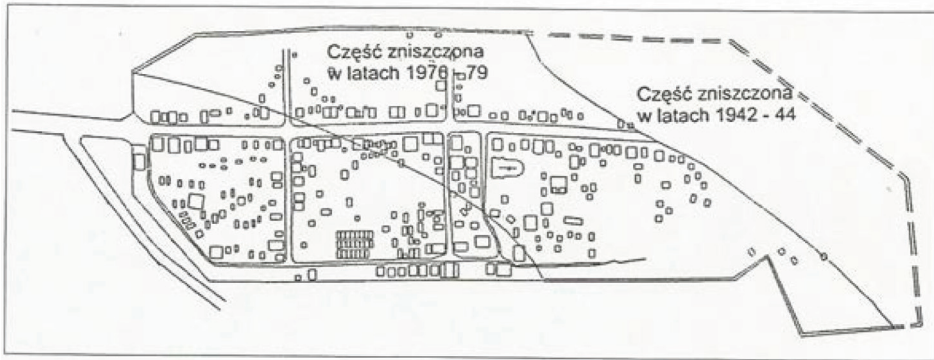 Część zniszczona
w latach 1976 - 79
Część zniszczona
w latach 1942 - 44